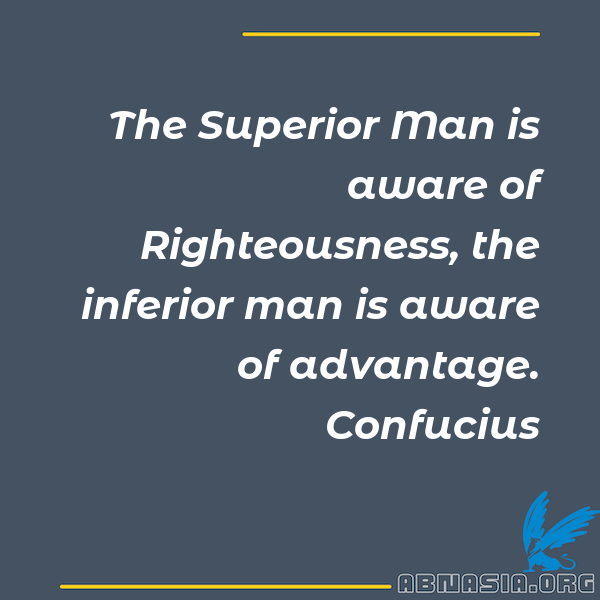 The Superior Man is
aware of
Righteousness, the
inferior man is aware
of advantage.
Confucius
ABNASIA.ORG